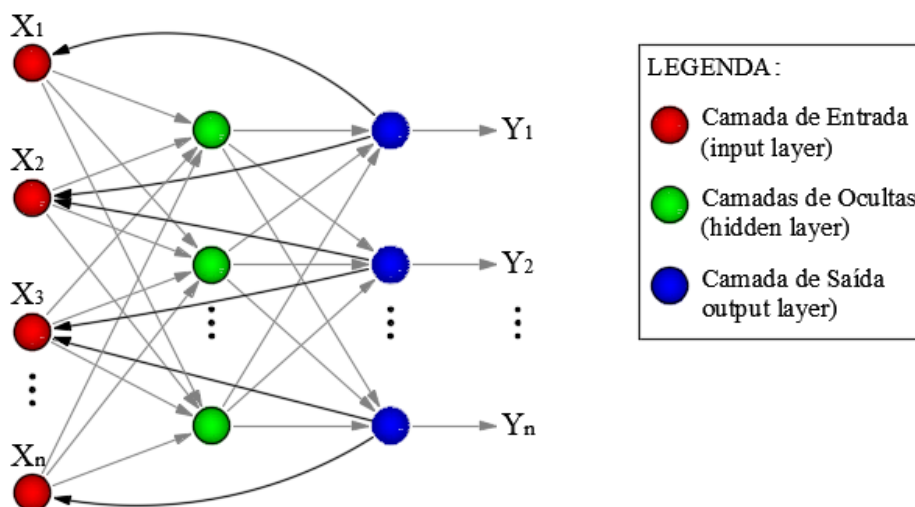 X1
X2
X3
Xn
Y1
Y2
Yn
LEGENDA:
Camada de Entrada
(input layer)
Camadas de Ocultas
(hidden layer)
Camada de Saída
output layer)